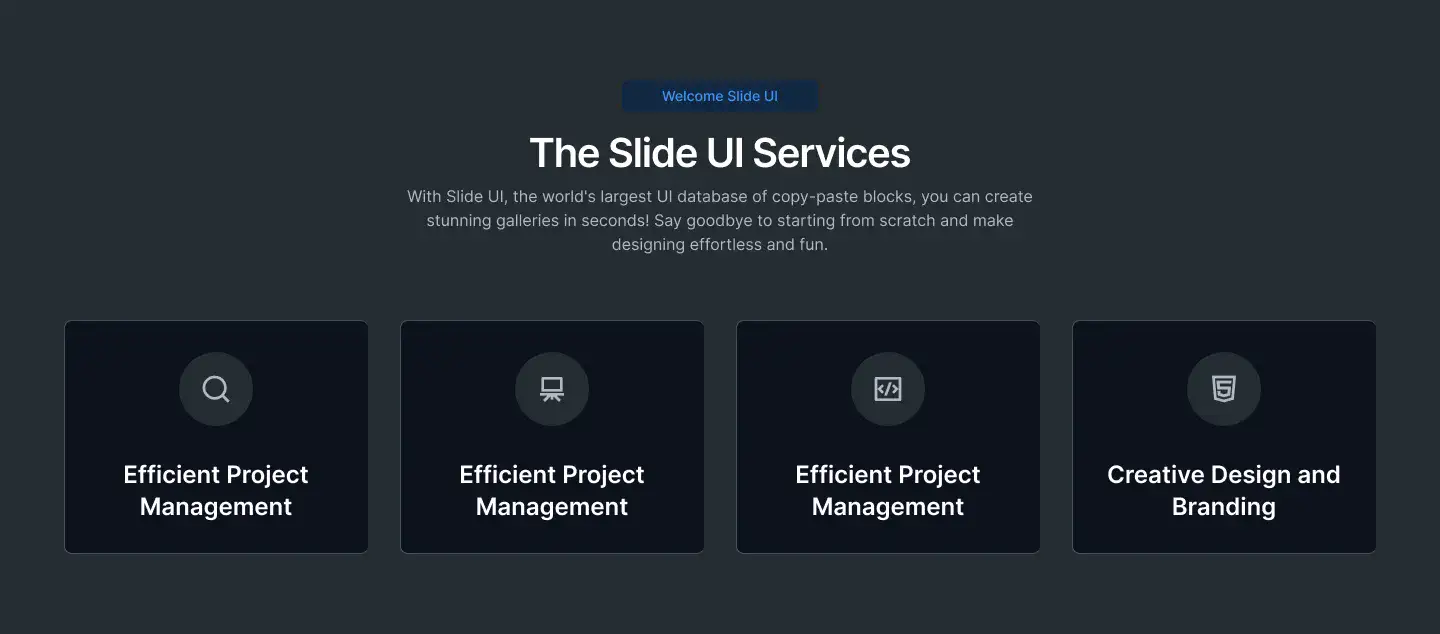 Welcome Slide UI
The Slide UI Services
With Slide UI, the world's largest UI database of copy-paste blocks, you can create
stunning galleries in seconds! Say goodbye to starting from scratch and make
designing effortless and fun.
Efficient Project
Management
Efficient Project
Management
Efficient Project
Management
Creative Design and
Branding